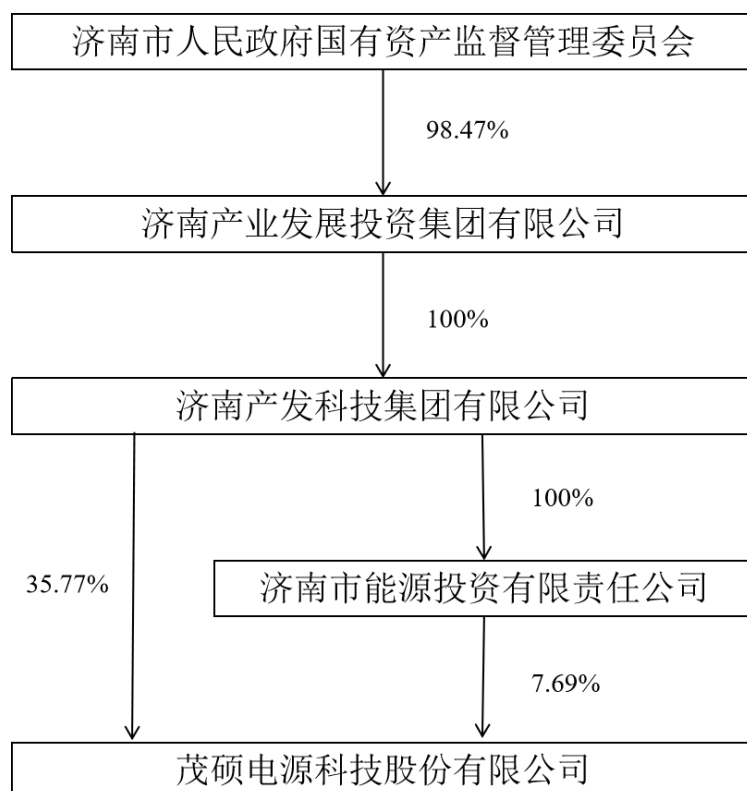 济南市人民政府国有资产监督管理委员会
98.47%
济南产业发展投资集团有限公司
100%
济南产发科技集团有限公司
100%
35.77%
济南市能源投资有限责任公司
7.69%
茂硕电源科技股份有限公司